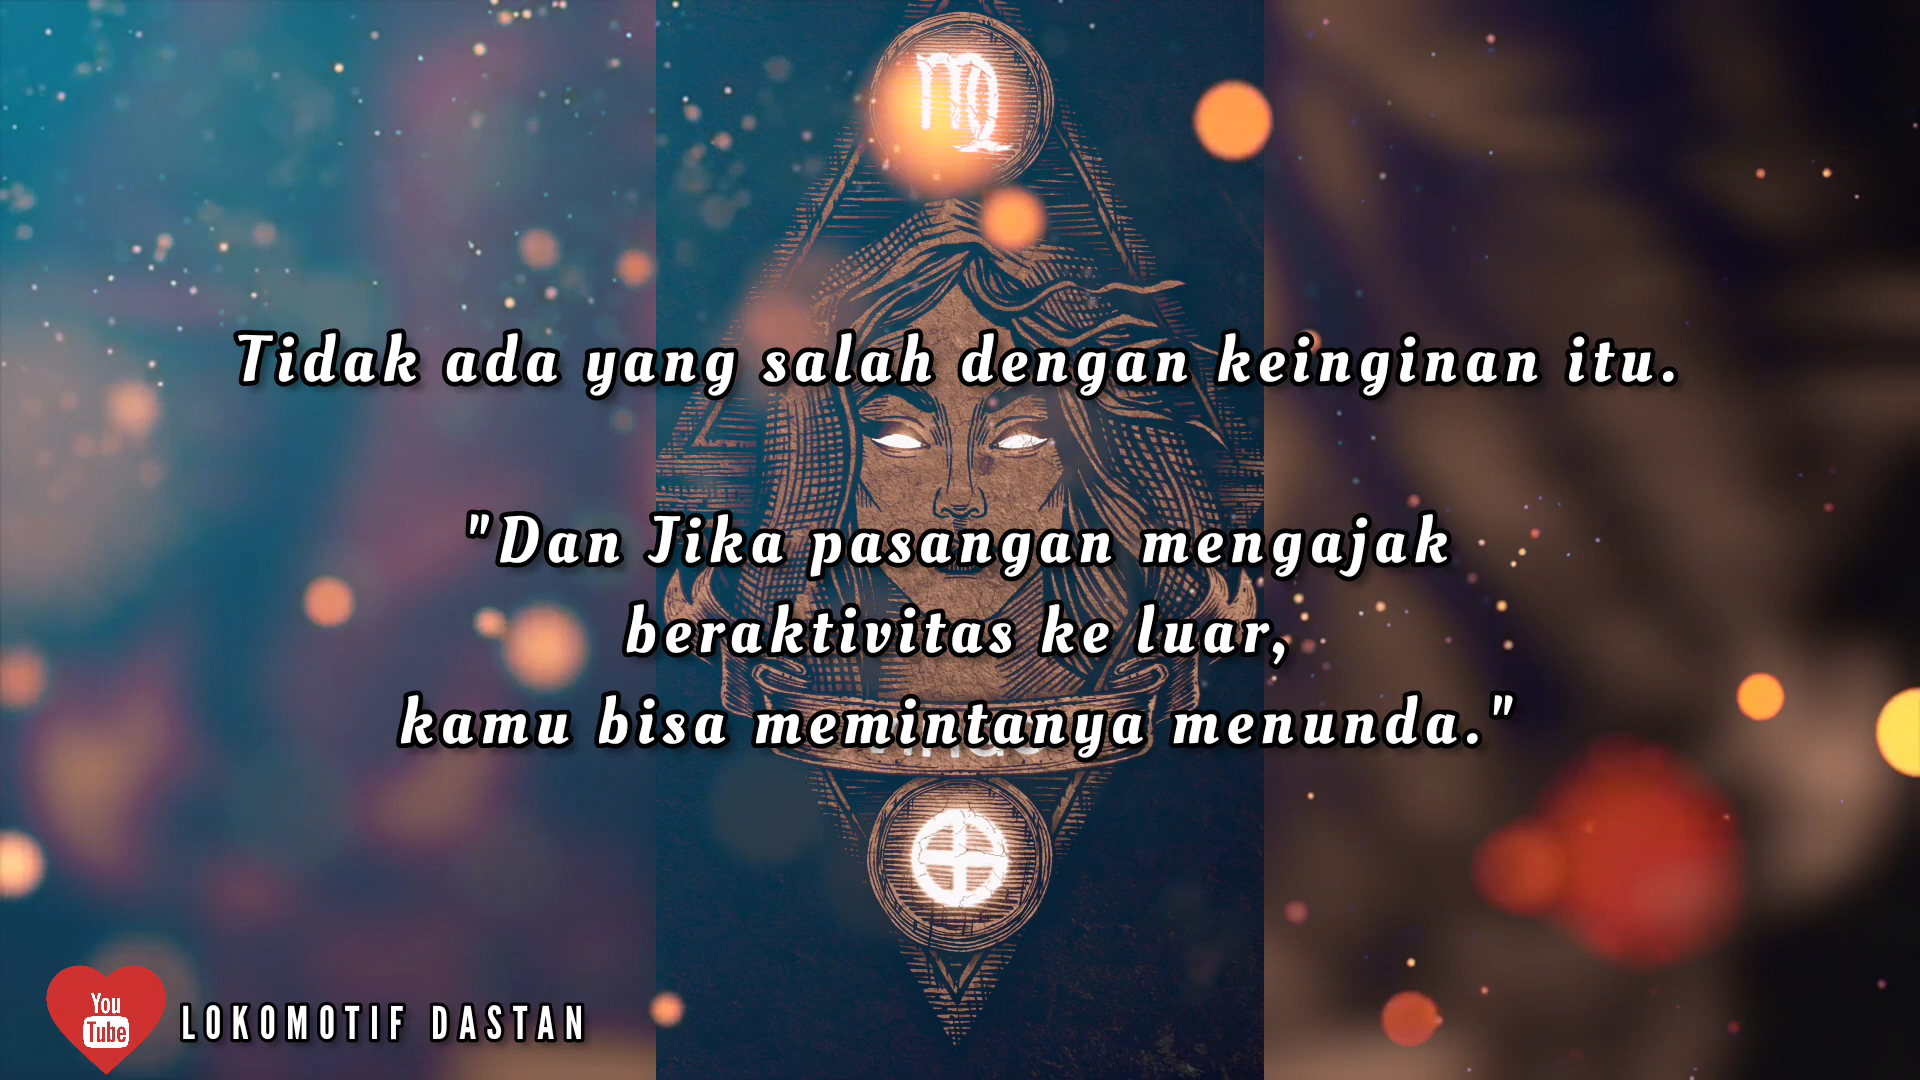 Tidak ada yang salah dengan keinginan itu.
"Dan Jika pasangan mengajak
beraktivitas ke luar,
kamu bisa memintanya menunda."
You
Tube
LOKOMOTIF DASTAN